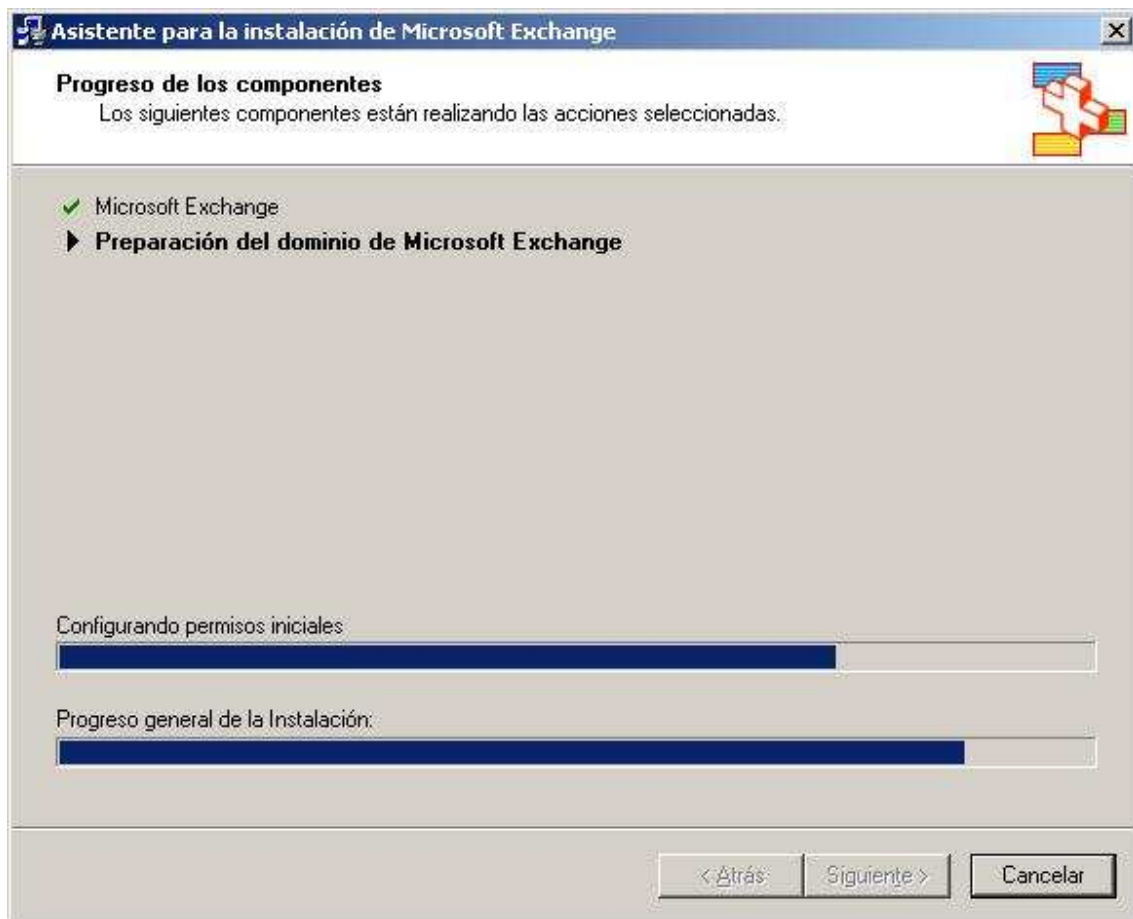 Asistente para la instalación de Microsoft Exchange
Progreso de los componentes
Los siguientes componentes están realizando las acciones seleccionadas.
Microsoft Exchange
Preparación del dominio de Microsoft Exchange
Configurando permisos iniciales
Progreso general de la Instalación:
< Atrás Siguiente > Cancelar